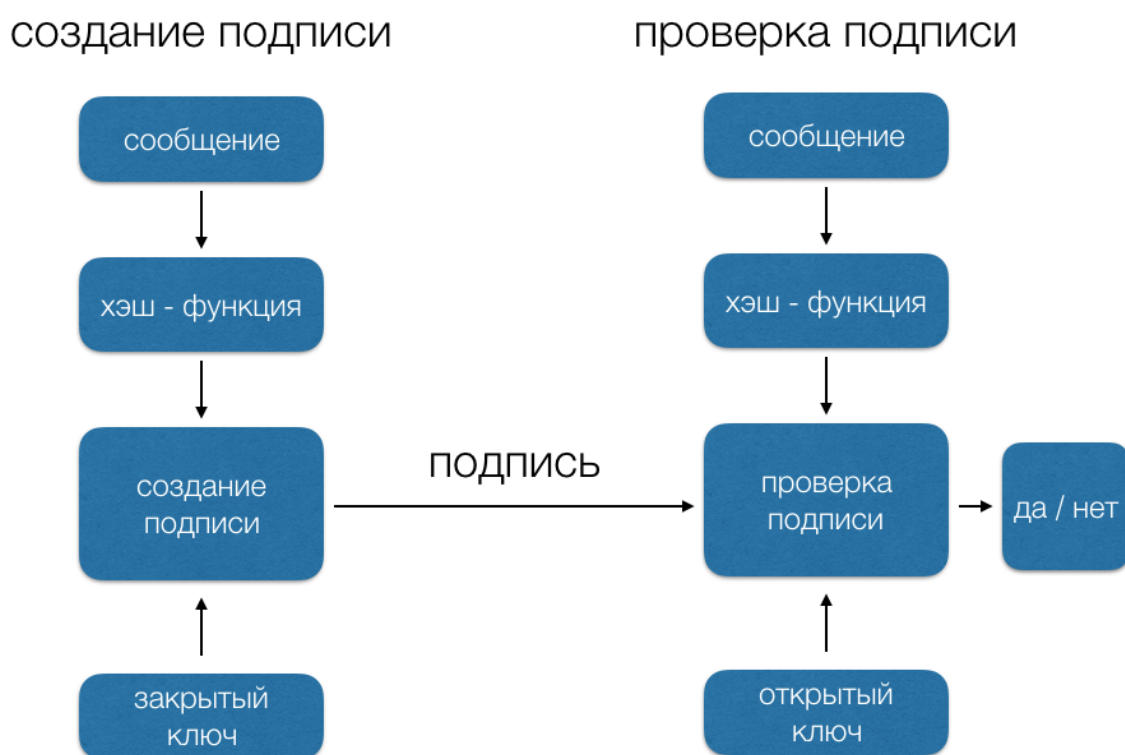 создание подписи
проверка подписи
сообщение
сообщение
хэш - функция
хэш - функция
создание
подписи
подпись
проверка
подписи
да / нет
закрытый
ключ
открытый
ключ